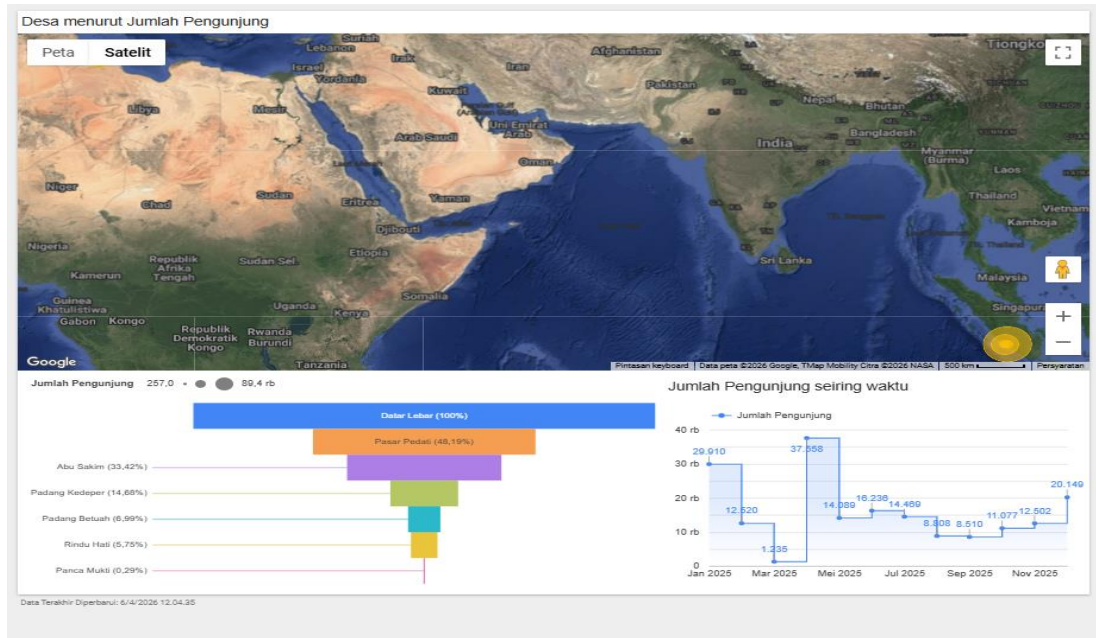 Desa menurut Jumlah Pengunjung
Peta Satelit
Suriah
Lebanon
Israel
Irak
Iran
Afghanistan
Tiongko
Yordania
Kuwait
Pakistan
Libya
Mesir
Nepal
Bhutan
Uni Emirat
Arab
Arab Saudi
India
Bangladesh
Oman
Myanmar
(Burma)
Laos
Niger
Chad
Sudan
Eritrea
Yaman
Thailand
Vietnam
Djibouti
Kamboja
Nigeria
Etiopia
Republik
Afrika
Tengah
Sudan Sel.
Sri Lanka
Kamerun
Malaysia
Somalia
Guinea
Khatulistiwa
Uganda
Kenya
Singapur
Gabon
Kongo
Republik
Demokratik
Kongo
Rwanda
Burundi
Tanzania
Google
Pintasan keyboard Data peta ©2026 Google, TMap Mobility Citra ©2026 NASA 500 km Persyaratan
Jumlah Pengunjung 257,0 89,4 rb
Datar Lebar (100%)
Pasar Pedati (48,19%)
Abu Sakim (33,42%)
Padang Kedeper (14,68%)
Padang Betuah (6,99%)
Rindu Hati (5,75%)
Panca Mukti (0,29%)
Jumlah Pengunjung seiring waktu
Jumlah Pengunjung
40 rb
30 rb
20 rb
10 rb
0
29.910
12.520
1.235
37.558
14.089
16.236
14.469
8.808
8.510
11.077
12.502
20.149
Jan 2025 Mar 2025 Mei 2025 Jul 2025 Sep 2025 Nov 2025
Data Terakhir Diperbarui: 6/4/2026 12.04.35